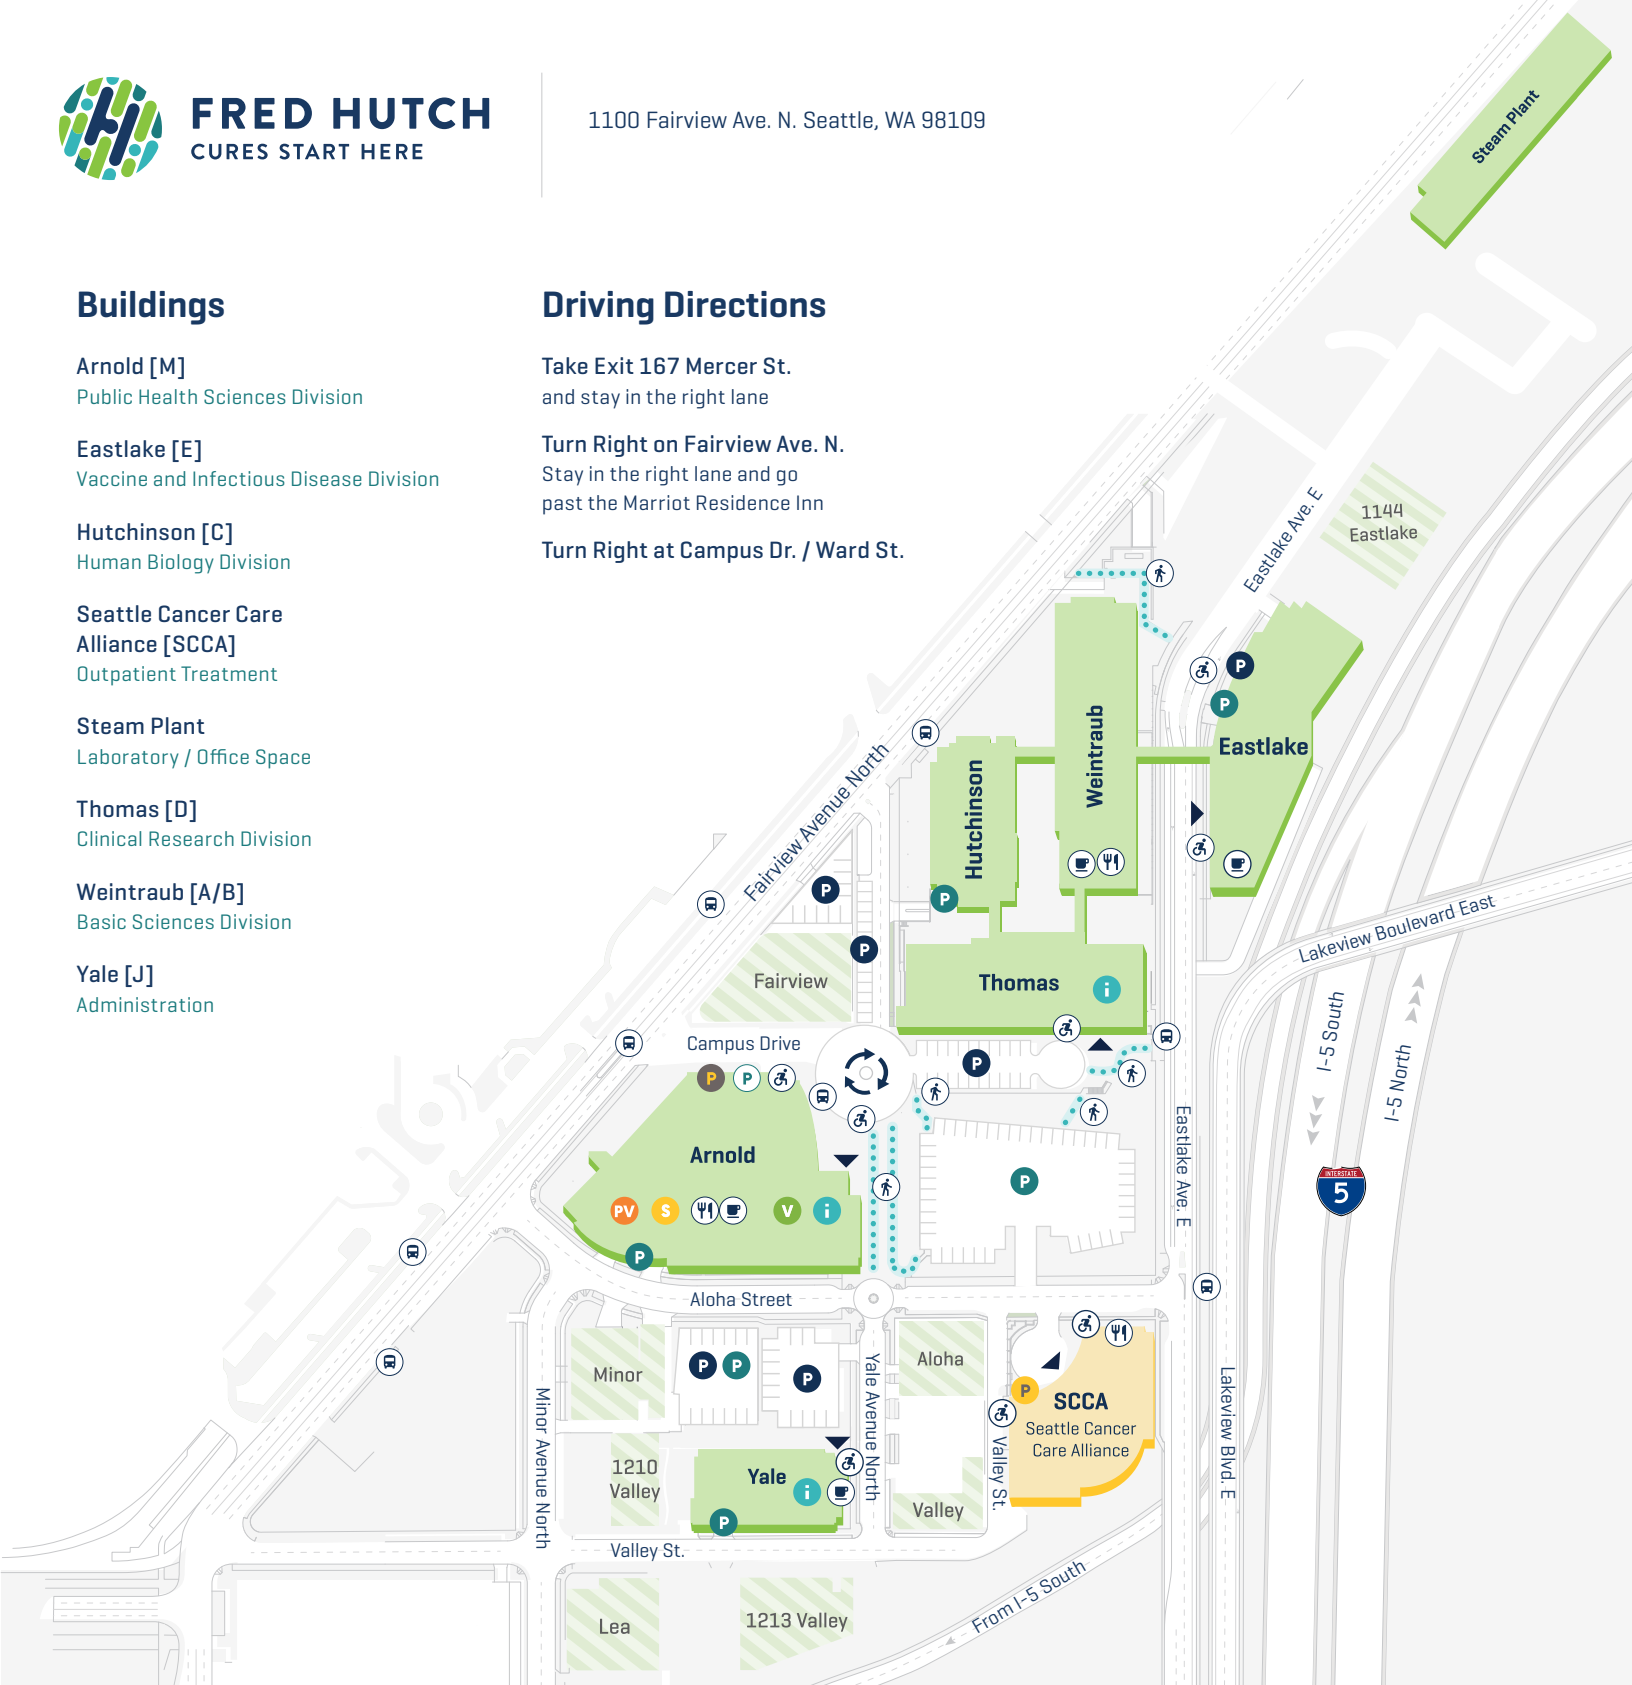 FRED HUTCH
CURES START HERE
1100 Fairview Ave. N. Seattle, WA 98109
Buildings
Arnold [M]
Public Health Sciences Division
Eastlake [E]
Vaccine and Infectious Disease Division
Hutchinson [C]
Human Biology Division
Seattle Cancer Care
Alliance [SCCA]
Outpatient Treatment
Steam Plant
Laboratory / Office Space
Thomas [D]
Clinical Research Division
Weintraub [A/B]
Basic Sciences Division
Yale [J]
Administration
Driving Directions
Take Exit 167 Mercer St.
and stay in the right lane
Turn Right on Fairview Ave. N.
Stay in the right lane and go
past the Marriot Residence Inn
Turn Right at Campus Dr. / Ward St.
Steam Plant
1144
Eastlake
Eastlake Ave. E
P
P
Eastlake
Weintraub
Hutchinson
Fairview Avenue North
P
P
P
Fairview
Thomas
i
Lakeview Boulevard East
I-5 South
I-5 North
INTERSTATE
5
Campus Drive
P
P
P
Arnold
PV
S
V
i
P
P
Eastlake Ave. E
Aloha Street
Minor
P
P
P
Yale Avenue North
Aloha
P
SCCA
Seattle Cancer
Care Alliance
Valley St.
Lakeview Blvd. E
Minor Avenue North
1210
Valley
Yale
i
P
Valley
Valley St.
From I-5 South
Lea
1213 Valley